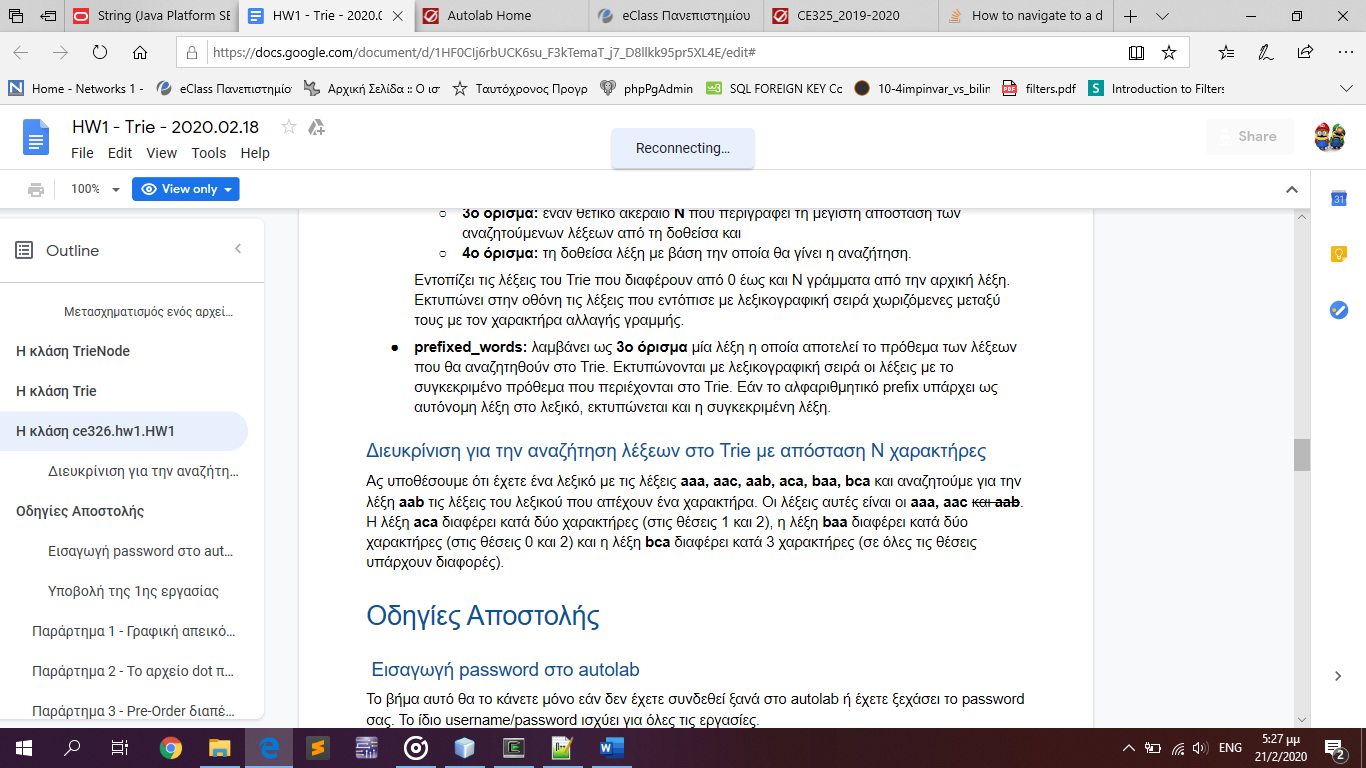 String (Java Platform SE
HW1 - Trie - 2020.0
Autolab Home
eClass Πανεπιστημίου
CE325_2019-2020
How to navigate to a d
https://docs.google.com/document/d/1HF0Clj6rbUCK6su_F3kTemaT_j7_D8llkk95pr5XL4E/edit#
Home - Networks 1 -
eClass Πανεπιστημίο
Αρχική Σελίδα :: Ο ισ
Ταυτόχρονος Προγρ
phpPgAdmin
SQL FOREIGN KEY Co
10-4impinvar_vs_bilin
filters.pdf
Introduction to Filters
HW1 - Trie - 2020.02.18
File Edit View Tools Help
Reconnecting...
Share
100%
View only
31
Outline
Μετασχηματισμός ενός αρχεί...
Η κλάση TrieNode
Η κλάση Trie
Η κλάση ce326.hw1.HW1
Διευκρίνιση για την αναζήτη...
Οδηγίες Αποστολής
Εισαγωγή password στο aut...
Υποβολή της 1ης εργασίας
Παράρτημα 1 - Γραφική απεικό...
Παράρτημα 2 - Το αρχείο dot π...
Παράρτημα 3 - Pre-Order διαπέ...
○ 3ο όρισμα: έναν θετικό ακέραιο N που περιγράφει τη μέγιστη απόσταση των
αναζητούμενων λέξεων από τη δοθείσα και
○ 4ο όρισμα: τη δοθείσα λέξη με βάση την οποία θα γίνει η αναζήτηση.
Εντοπίζει τις λέξεις του Trie που διαφέρουν από 0 έως και Ν γράμματα από την αρχική λέξη.
Εκτυπώνει στην οθόνη τις λέξεις που εντόπισε με λεξικογραφική σειρά χωριζόμενες μεταξύ
τους με τον χαρακτήρα αλλαγής γραμμής.
● prefixed_words: λαμβάνει ως 3ο όρισμα μία λέξη η οποία αποτελεί το πρόθεμα των λέξεων
που θα αναζητηθούν στο Trie. Εκτυπώνονται με λεξικογραφική σειρά οι λέξεις με το
συγκεκριμένο πρόθεμα που περιέχονται στο Trie. Εάν το αλφαριθμητικό prefix υπάρχει ως
αυτόνομη λέξη στο λεξικό, εκτυπώνεται και η συγκεκριμένη λέξη.
Διευκρίνιση για την αναζήτηση λέξεων στο Trie με απόσταση Ν χαρακτήρες
Ας υποθέσουμε ότι έχετε ένα λεξικό με τις λέξεις aaa, aac, aab, aca, baa, bca και αναζητούμε για την
λέξη aab τις λέξεις του λεξικού που απέχουν ένα χαρακτήρα. Οι λέξεις αυτές είναι οι aaa, aac και aab.
Η λέξη aca διαφέρει κατά δύο χαρακτήρες (στις θέσεις 1 και 2), η λέξη baa διαφέρει κατά δύο
χαρακτήρες (στις θέσεις 0 και 2) και η λέξη bca διαφέρει κατά 3 χαρακτήρες (σε όλες τις θέσεις
υπάρχουν διαφορές).
Οδηγίες Αποστολής
Εισαγωγή password στο autolab
Το βήμα αυτό θα το κάνετε μόνο εάν δεν έχετε συνδεθεί ξανά στο autolab ή έχετε ξεχάσει το password
σας. Το ίδιο username/password ισχύει για όλες τις εργασίες.
ENG
5:27 μμ
21/2/2020
2